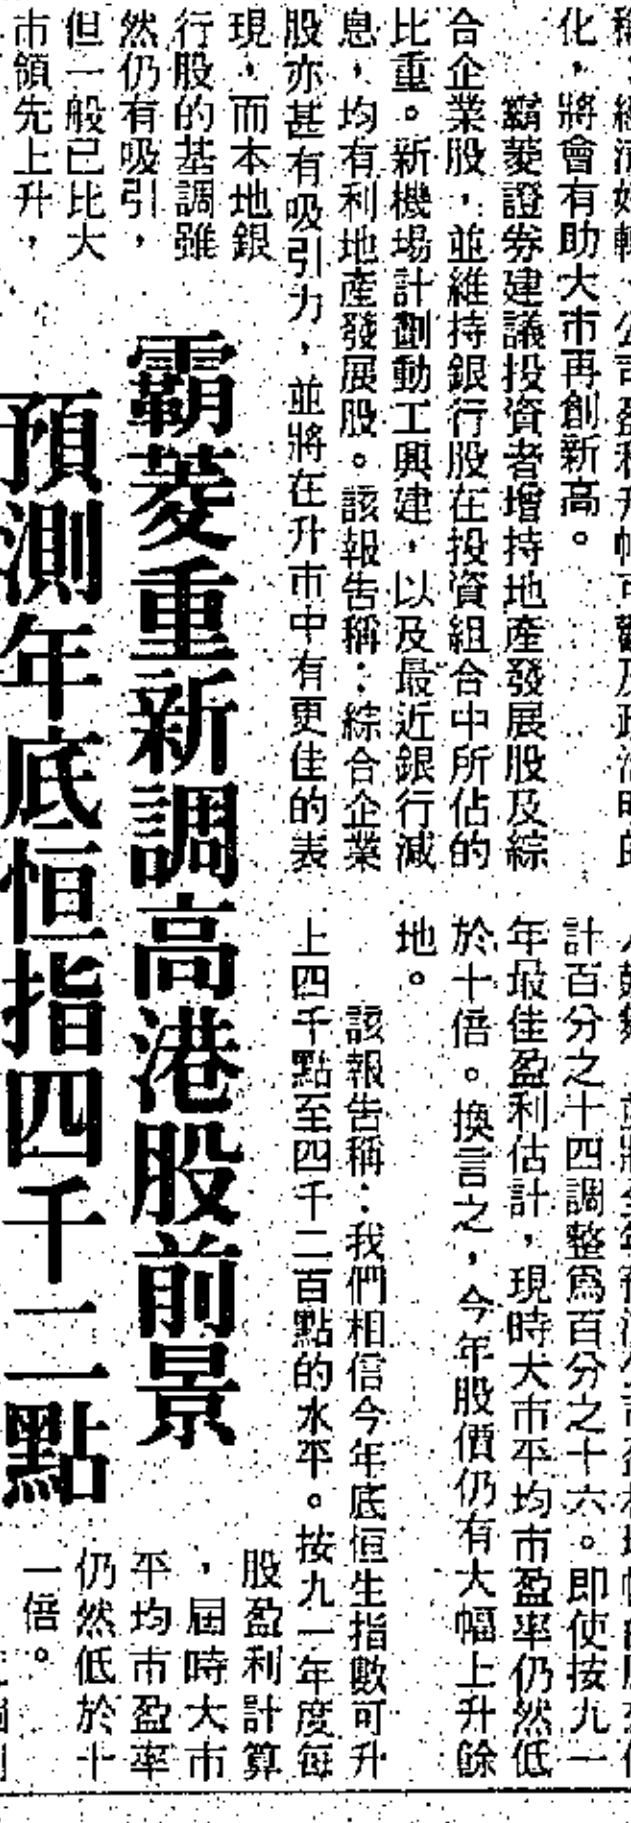 霸菱重新調高港股前景
預測年底恒指四千二點
化，將會有助大市再創新高。
霸菱證券建議投資者增持地產發展股及綜
合企業股，並維持銀行股在投資組合中所佔的
比重。新機場計劃動工興建，以及最近銀行減
息，均有利地產發展股。該報告稱：綜合企業
股亦甚有吸引力，並將在升市中有更佳的表
現，而本地銀
行股的基調雖
然仍有吸引，
但一般已比大
市領先上升，
計百分之十四調整爲百分之十六。即使按九一
年最佳盈利估計，現時大市平均市盈率仍然低
於十倍。換言之，今年股價仍有大幅上升餘
地。
該報告稱：我們相信今年底恒生指數可升
上四千點至四千二百點的水平。按九一年度每
股盈利計算
，屆時大市
平均市盈率
仍然低於十
一倍。